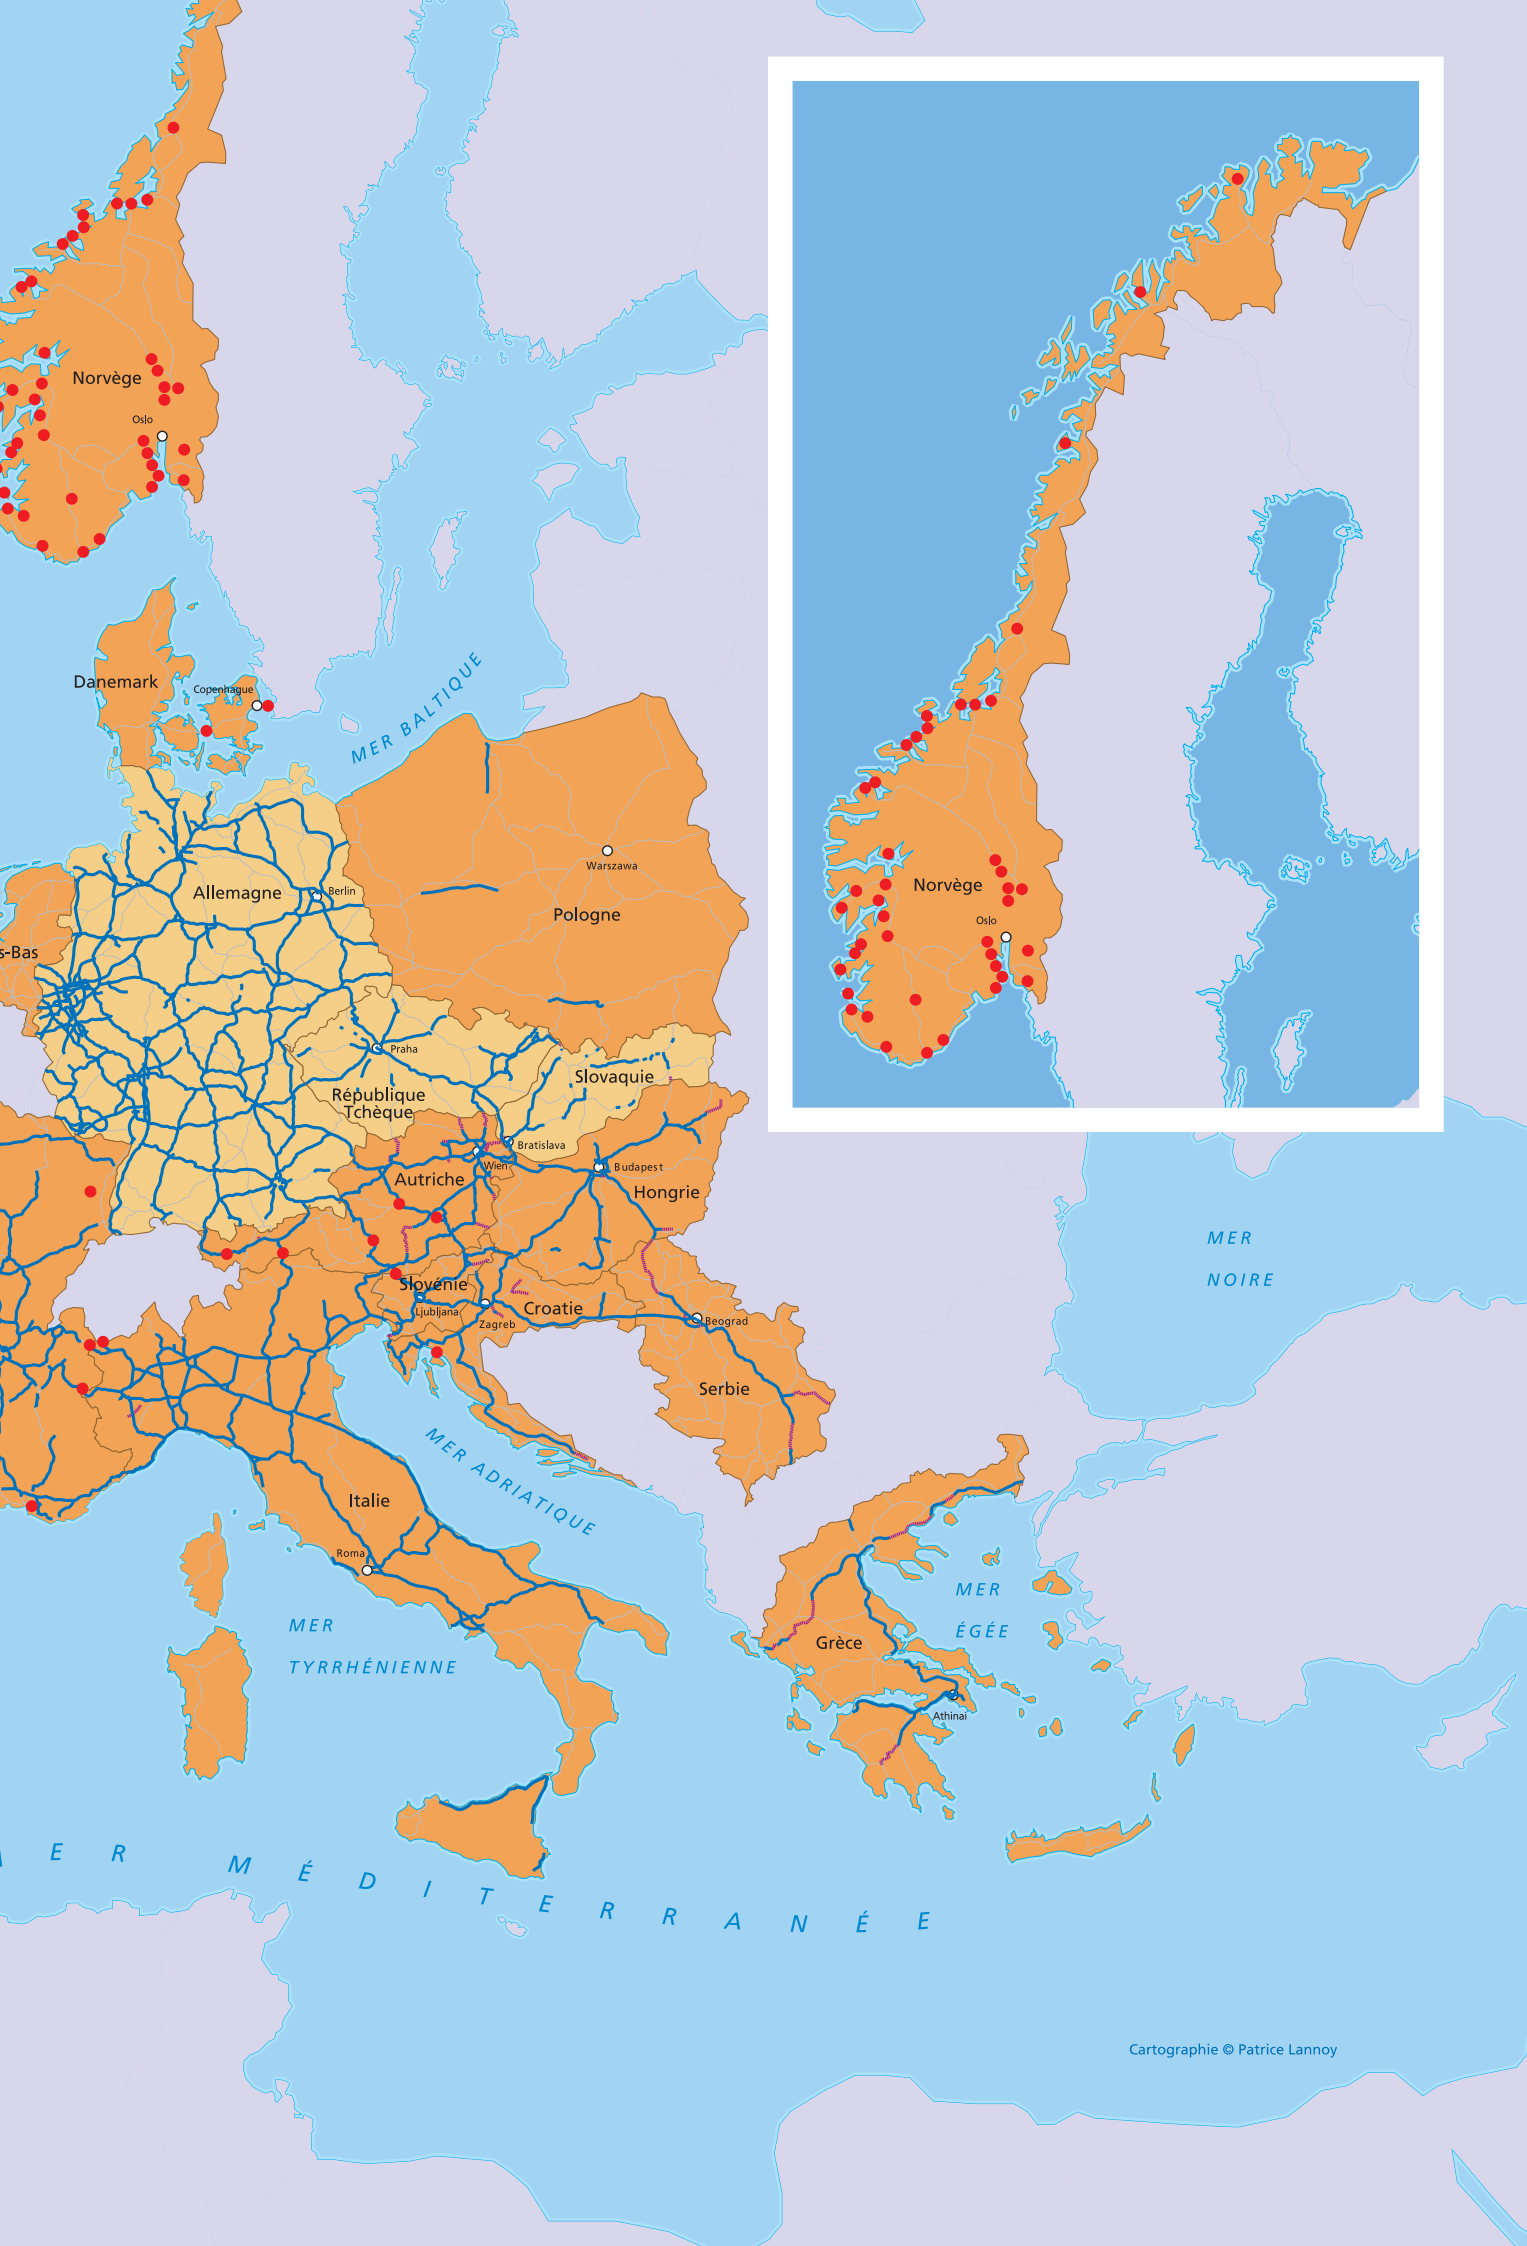 Norvège
Oslo
Danemark
Copenhague
MER BALTIQUE
Norvège
Oslo
Allemagne
Berlin
Warszawa
Pologne
s-Bas
Praha
République
Tchèque
Slovaquie
Bratislava
Wien
Autriche
Budapest
Hongrie
MER
NOIRE
Slovénie
Ljubljana
Croatie
Zagreb
Beograd
Serbie
MER ADRIATIQUE
Italie
Roma
MER
TYRRHÉNIENNE
MER
ÉGÉE
Grèce
Athinai
ER MÉDITERRANÉE
Cartographie © Patrice Lannoy